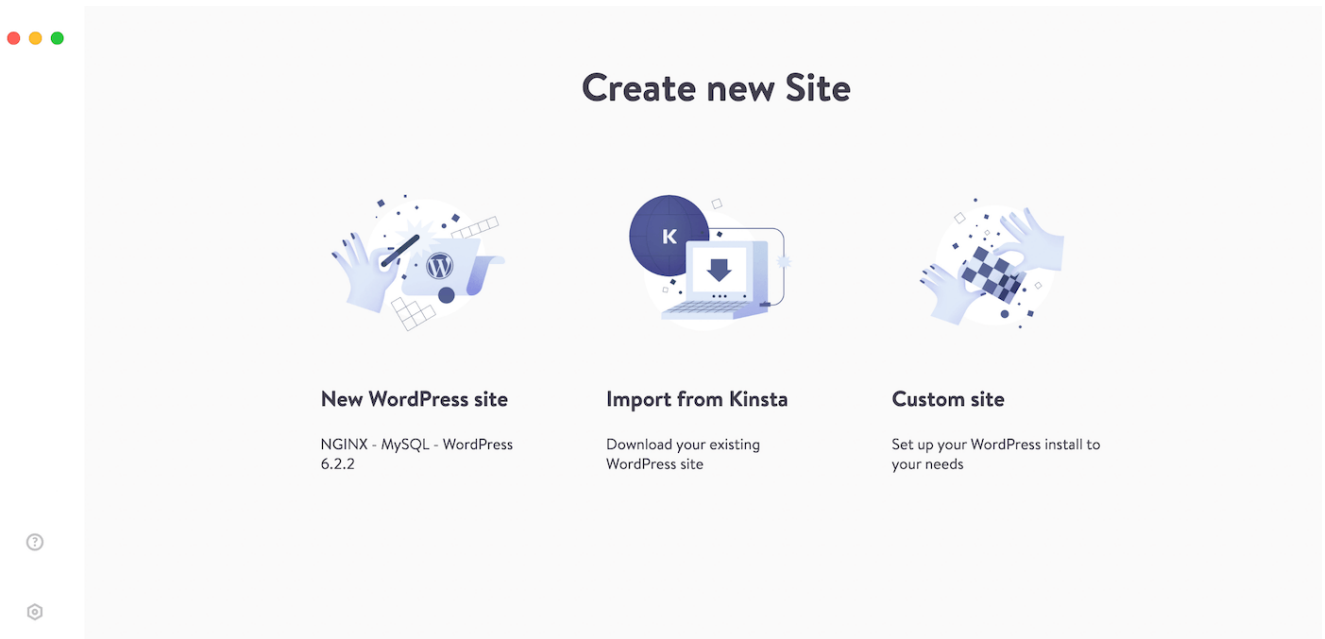 Create new Site
K
New WordPress site
NGINX - MySQL - WordPress
6.2.2
Import from Kinsta
Download your existing
WordPress site
Custom site
Set up your WordPress install to
your needs